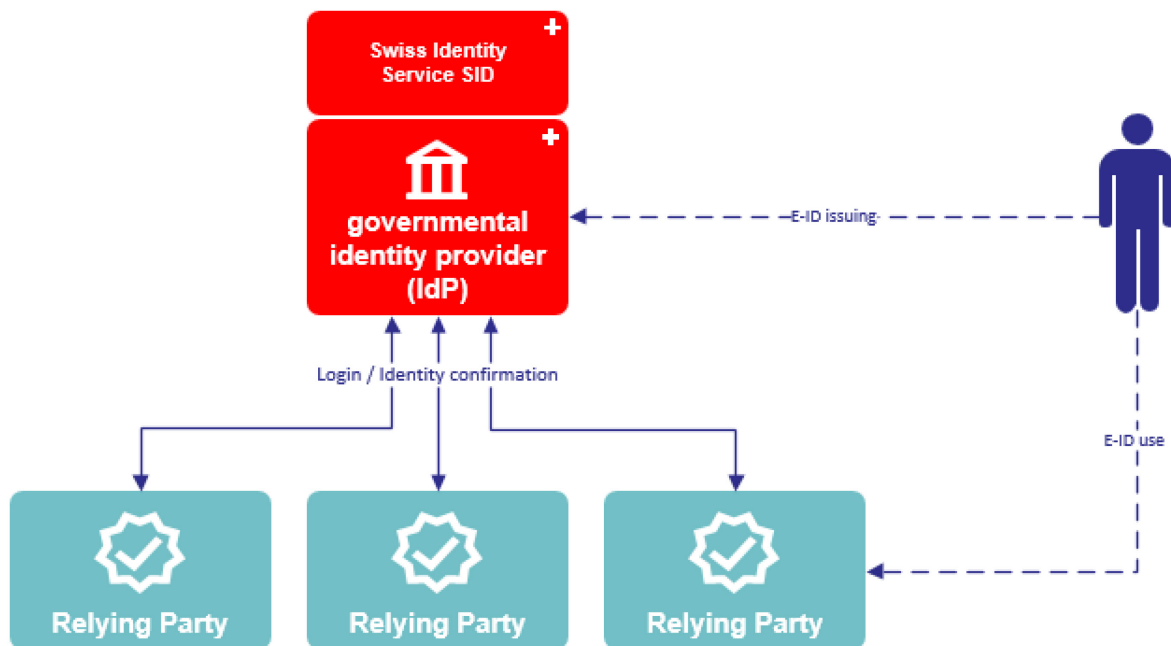 Swiss Identity
Service SID
governmental
identity provider
(IdP)
E-ID issuing
Login / Identity confirmation
E-ID use
Relying Party
Relying Party
Relying Party